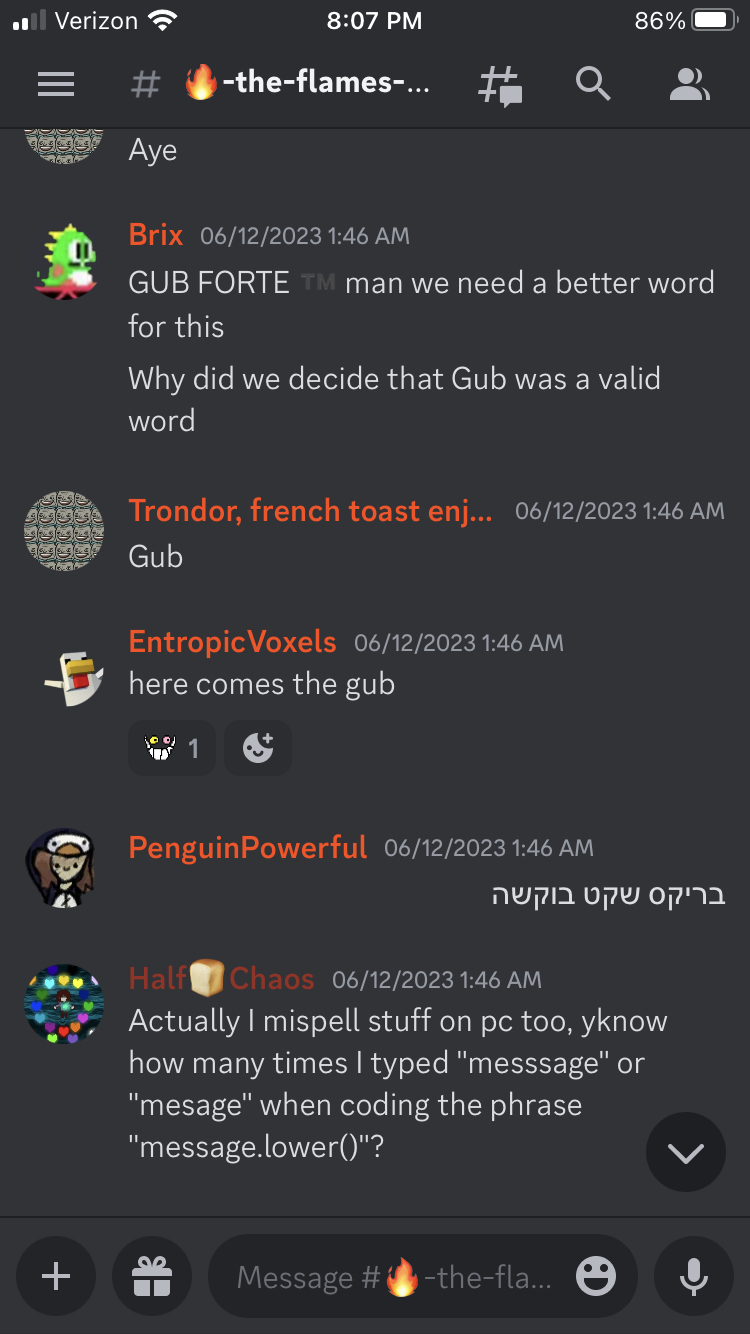 Verizon 8:07 PM 86%
# 🔥-the-flames-...
Aye
Brix 06/12/2023 1:46 AM
GUB FORTE ™️ man we need a better word
for this
Why did we decide that Gub was a valid
word
Trondor, french toast enj... 06/12/2023 1:46 AM
Gub
EntropicVoxels 06/12/2023 1:46 AM
here comes the gub
1
PenguinPowerful 06/12/2023 1:46 AM
בריקס שקט בוקשה
Half🍞Chaos 06/12/2023 1:46 AM
Actually I mispell stuff on pc too, yknow
how many times I typed "messsage" or
"mesage" when coding the phrase
"message.lower()"?
Message #🔥-the-fla...